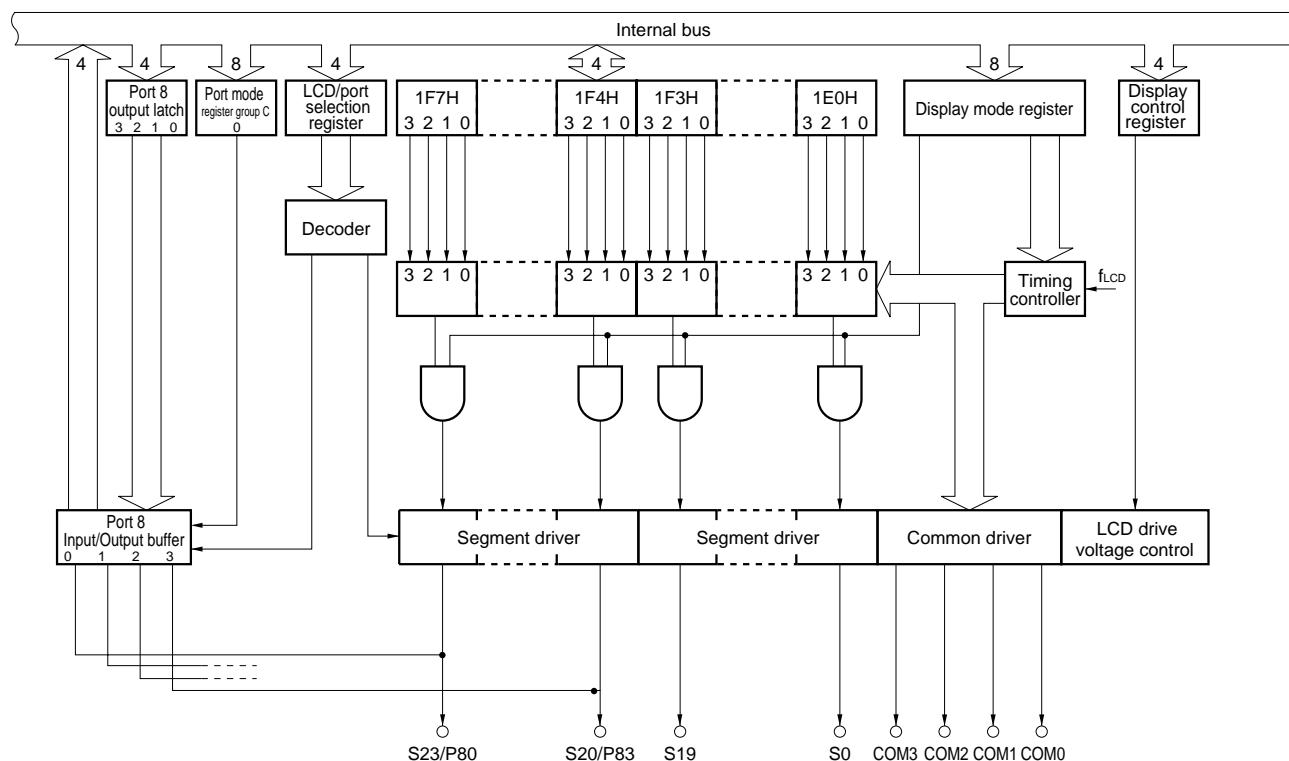 Internal bus
4 4 8 4 4 8 4
Port 8
output latch
3 2 1 0
Port mode
register group C
0
LCD/port
selection
register
1F7H
3 2 1 0
1F4H
3 2 1 0
1F3H
3 2 1 0
1E0H
3 2 1 0
Display mode register
Display
control
register
Decoder
3 2 1 0
3 2 1 0
3 2 1 0
3 2 1 0
Timing
controller
fLCD
Port 8
Input/Output buffer
0 1 2 3
Segment driver
Segment driver
Common driver
LCD drive
voltage control
S23/P80 S20/P83 S19 S0 COM3 COM2 COM1 COM0